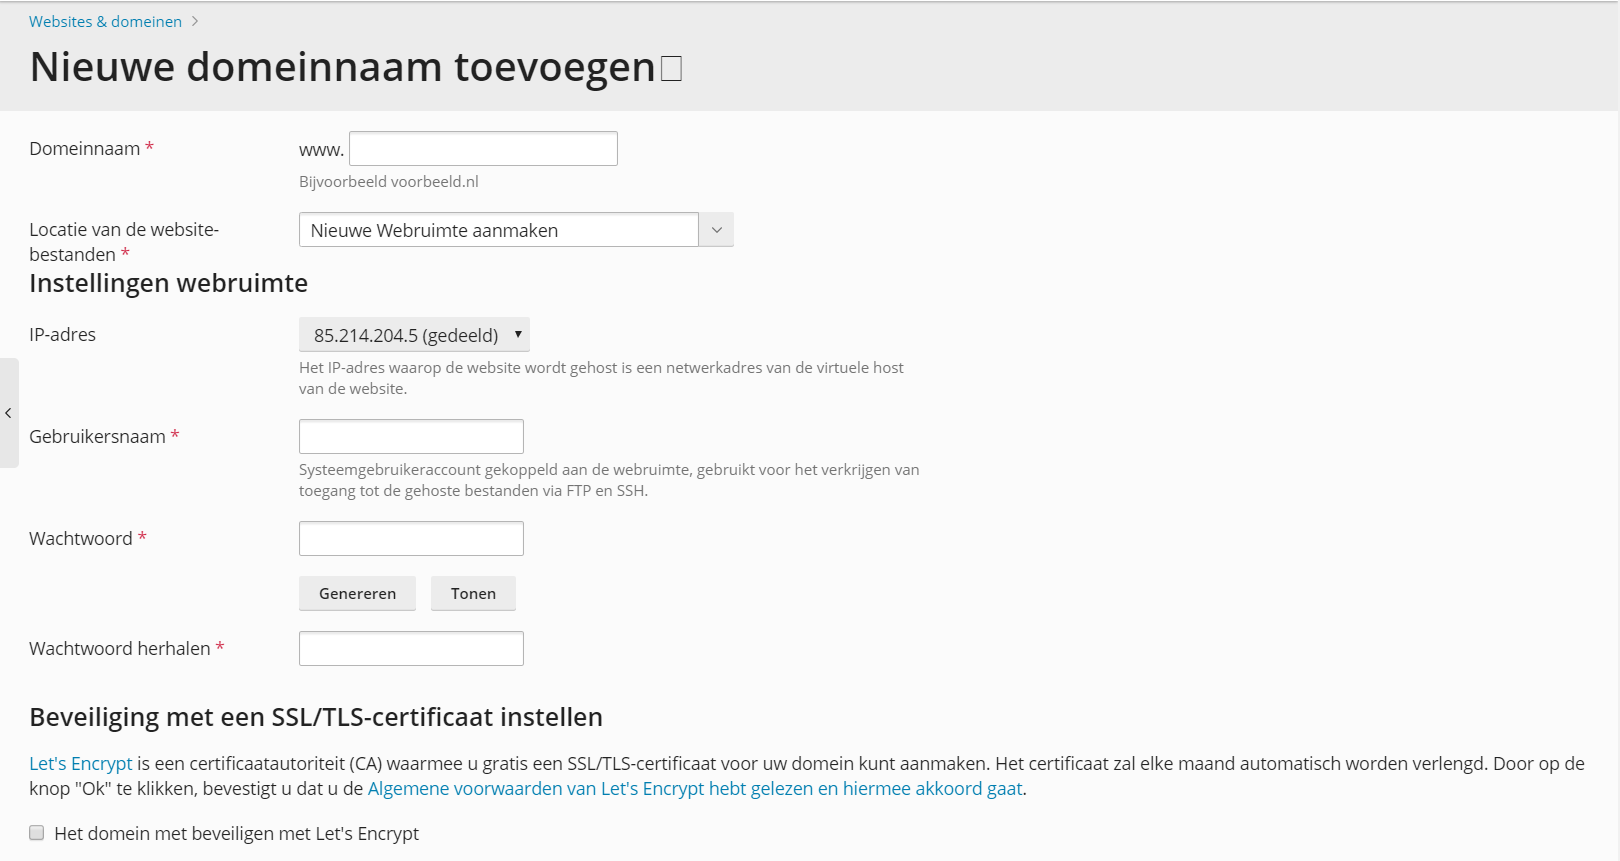 Websites & domeinen >
Nieuwe domeinnaam toevoegen
Domeinnaam *
www.
Bijvoorbeeld voorbeeld.nl
Locatie van de website-
bestanden *
Nieuwe Webruimte aanmaken
Instellingen webruimte
IP-adres
85.214.204.5 (gedeeld)
Het IP-adres waarop de website wordt gehost is een netwerkadres van de virtuele host
van de website.
Gebruikersnaam *
Systeemgebruikeraccount gekoppeld aan de webruimte, gebruikt voor het verkrijgen van
toegang tot de gehoste bestanden via FTP en SSH.
Wachtwoord *
Genereren
Tonen
Wachtwoord herhalen *
Beveiliging met een SSL/TLS-certificaat instellen
Let's Encrypt is een certificaatautoriteit (CA) waarmee u gratis een SSL/TLS-certificaat voor uw domein kunt aanmaken. Het certificaat zal elke maand automatisch worden verlengd. Door op de
knop "Ok" te klikken, bevestigt u dat u de Algemene voorwaarden van Let's Encrypt hebt gelezen en hiermee akkoord gaat.
Het domein met beveiligen met Let's Encrypt